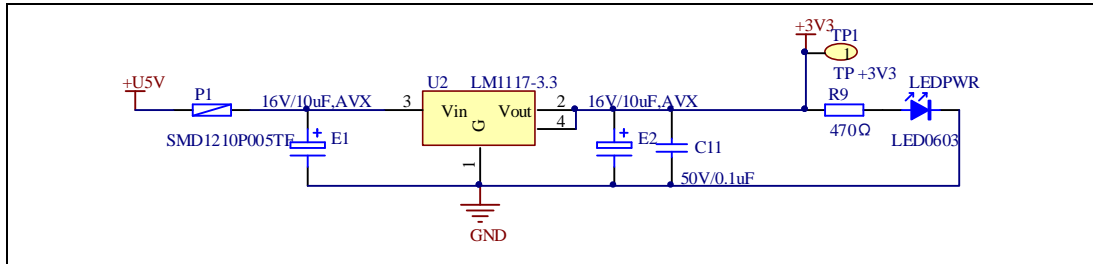 +3V3
TP1
1
+U5V
P1
U2
LM1117-3.3
TP +3V3
LEDPWR
16V/10uF,AVX
3
Vin
Vout
2
16V/10uF,AVX
R9
G
4
SMD1210P005TF
E1
E2
C11
470Ω
LED0603
1
50V/0.1uF
GND